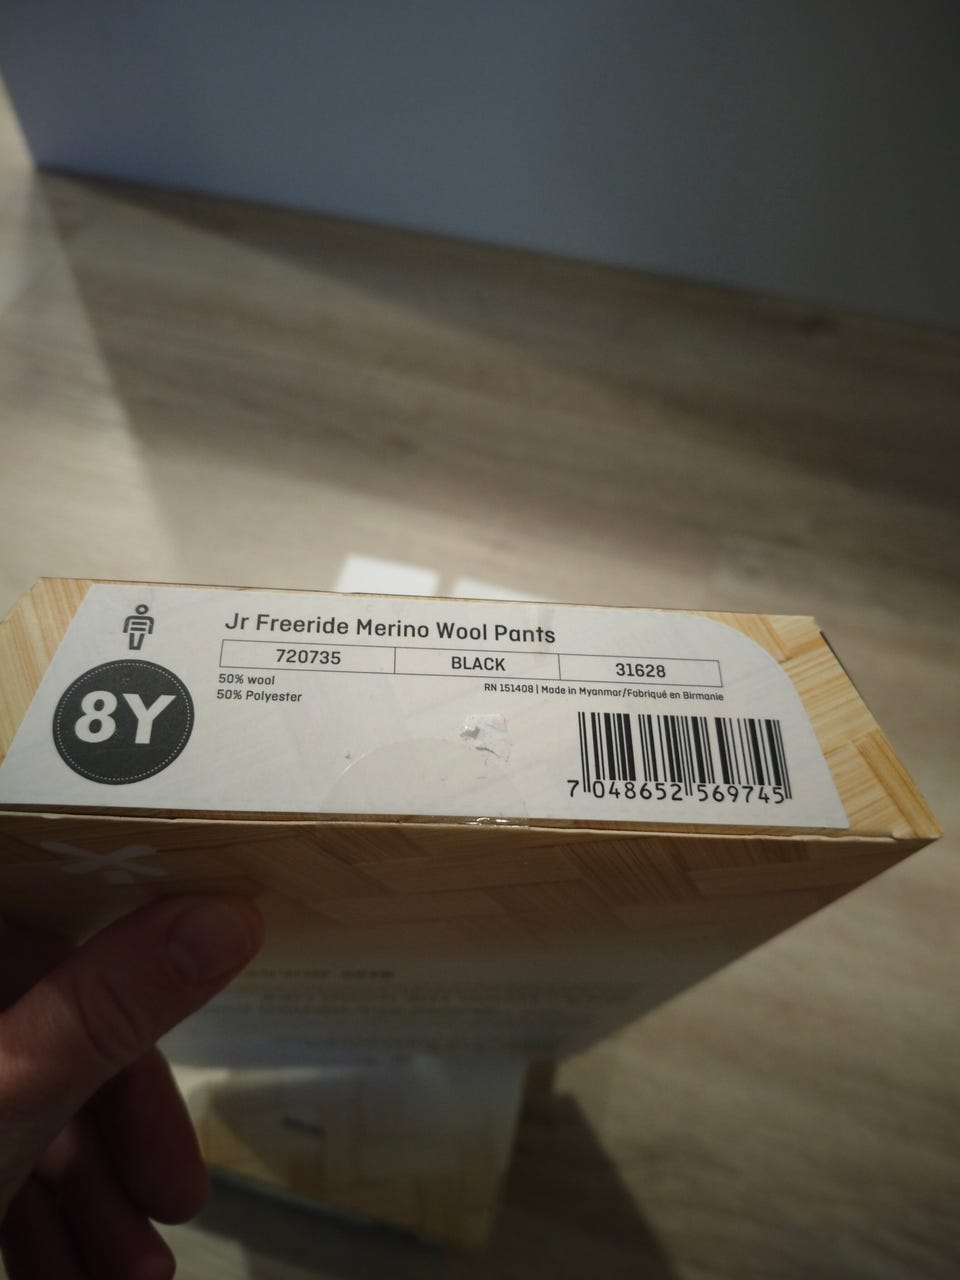 Jr Freeride Merino Wool Pants
720735 BLACK 31628
50% wool
50% Polyester
RN 151408 | Made in Myanmar/Fabriqué en Birmanie
8Y
7 048652 569745